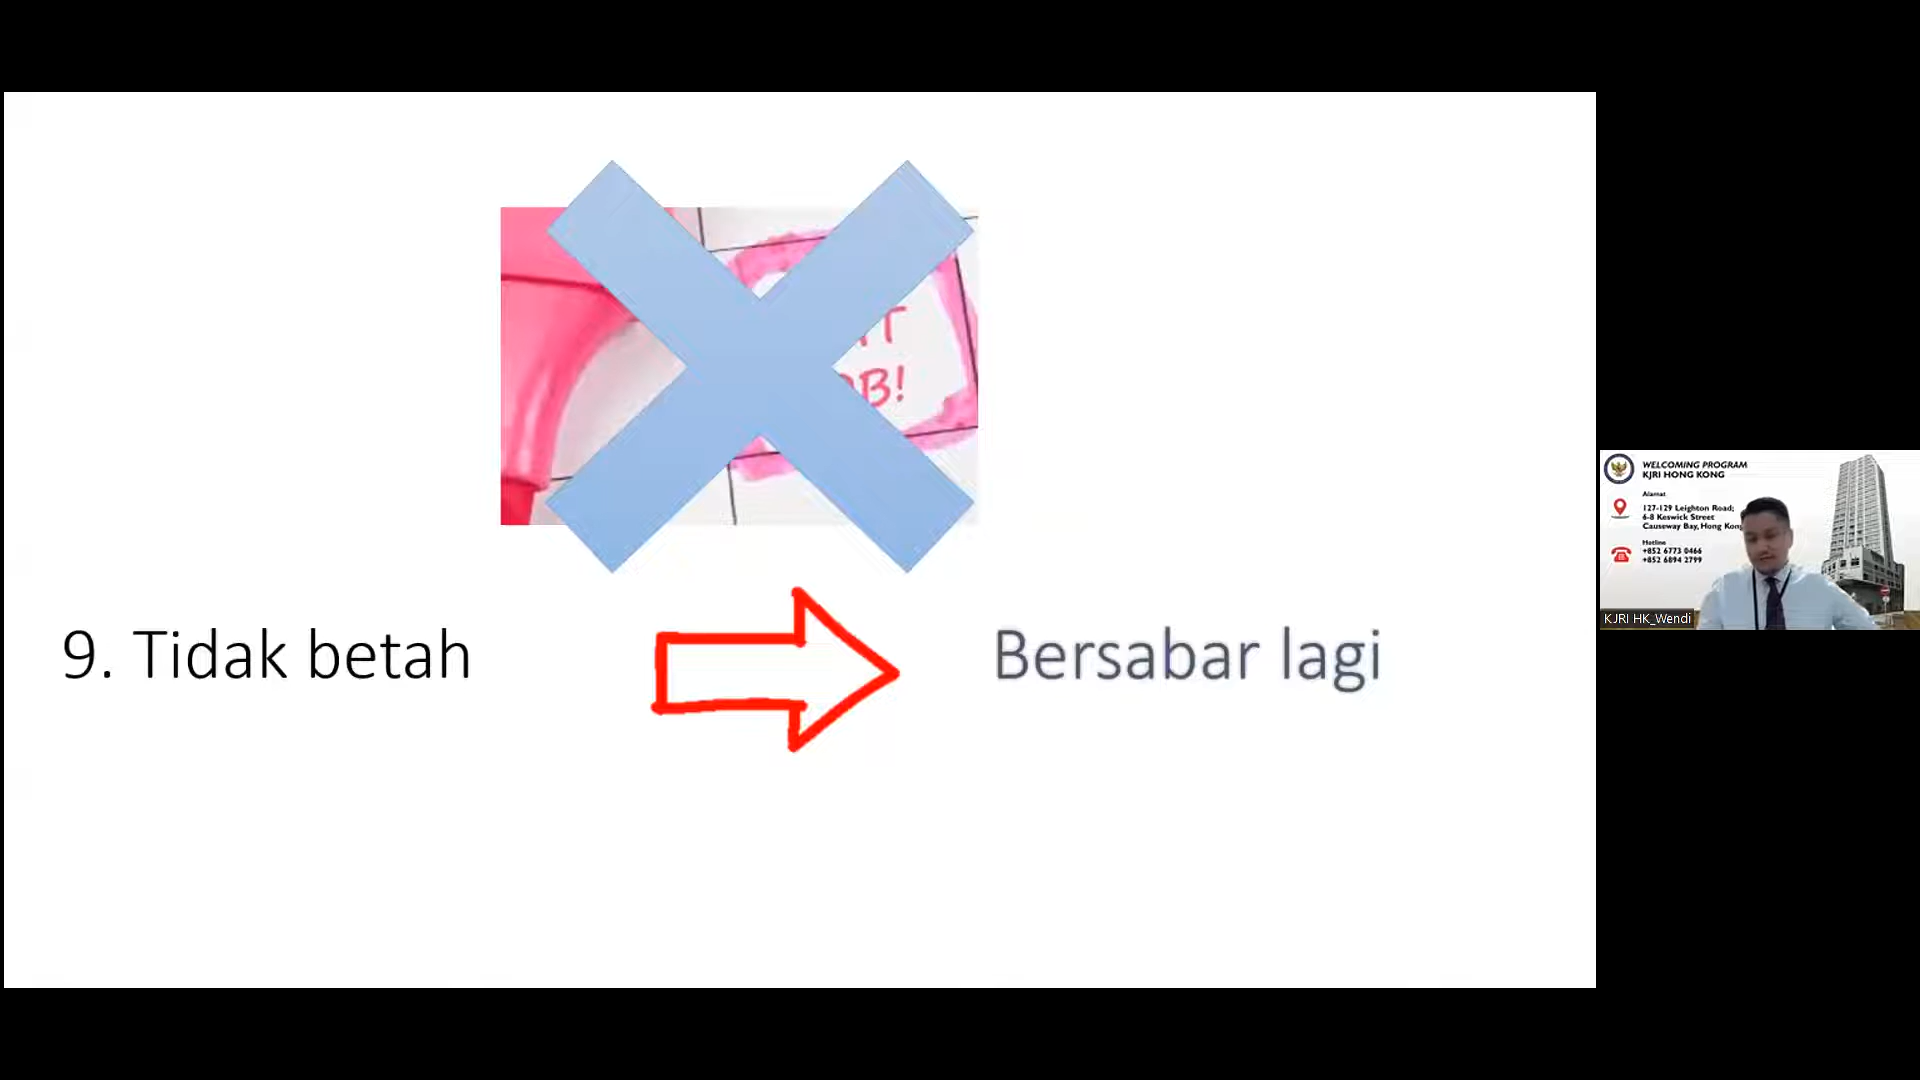 B!
9. Tidak betah
Bersabar lagi
WELCOMING PROGRAM
KJRI HONG KONG
Alamat
127-129 Leighton Road;
6-8 Keswick Street
Causeway Bay, Hong Kong
Hotline
+852 6773 0466
+852 6894 2799
KJRI HK_Wendi